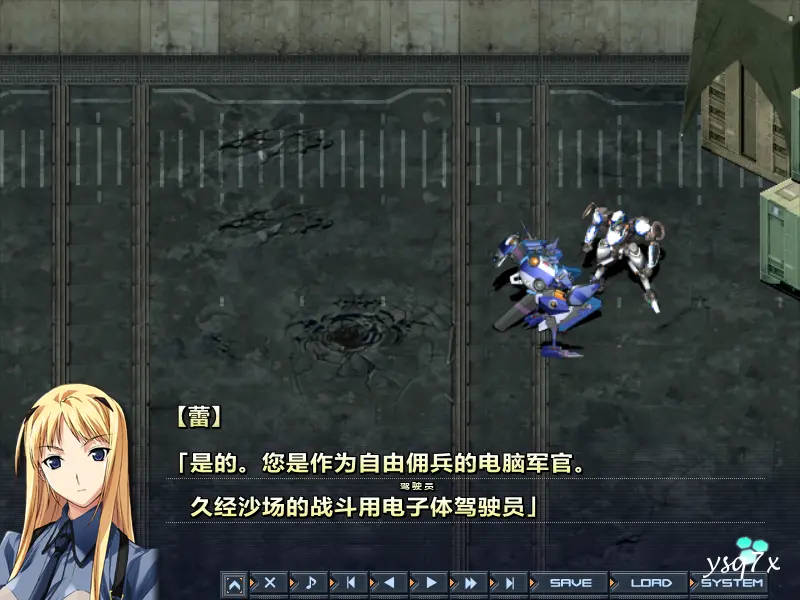 【蕾】
「是的。您是作为自由佣兵的电脑军官。
驾驶员
久经沙场的战斗用电子体驾驶员」
SAVE LOAD SYSTEM
ysq7x